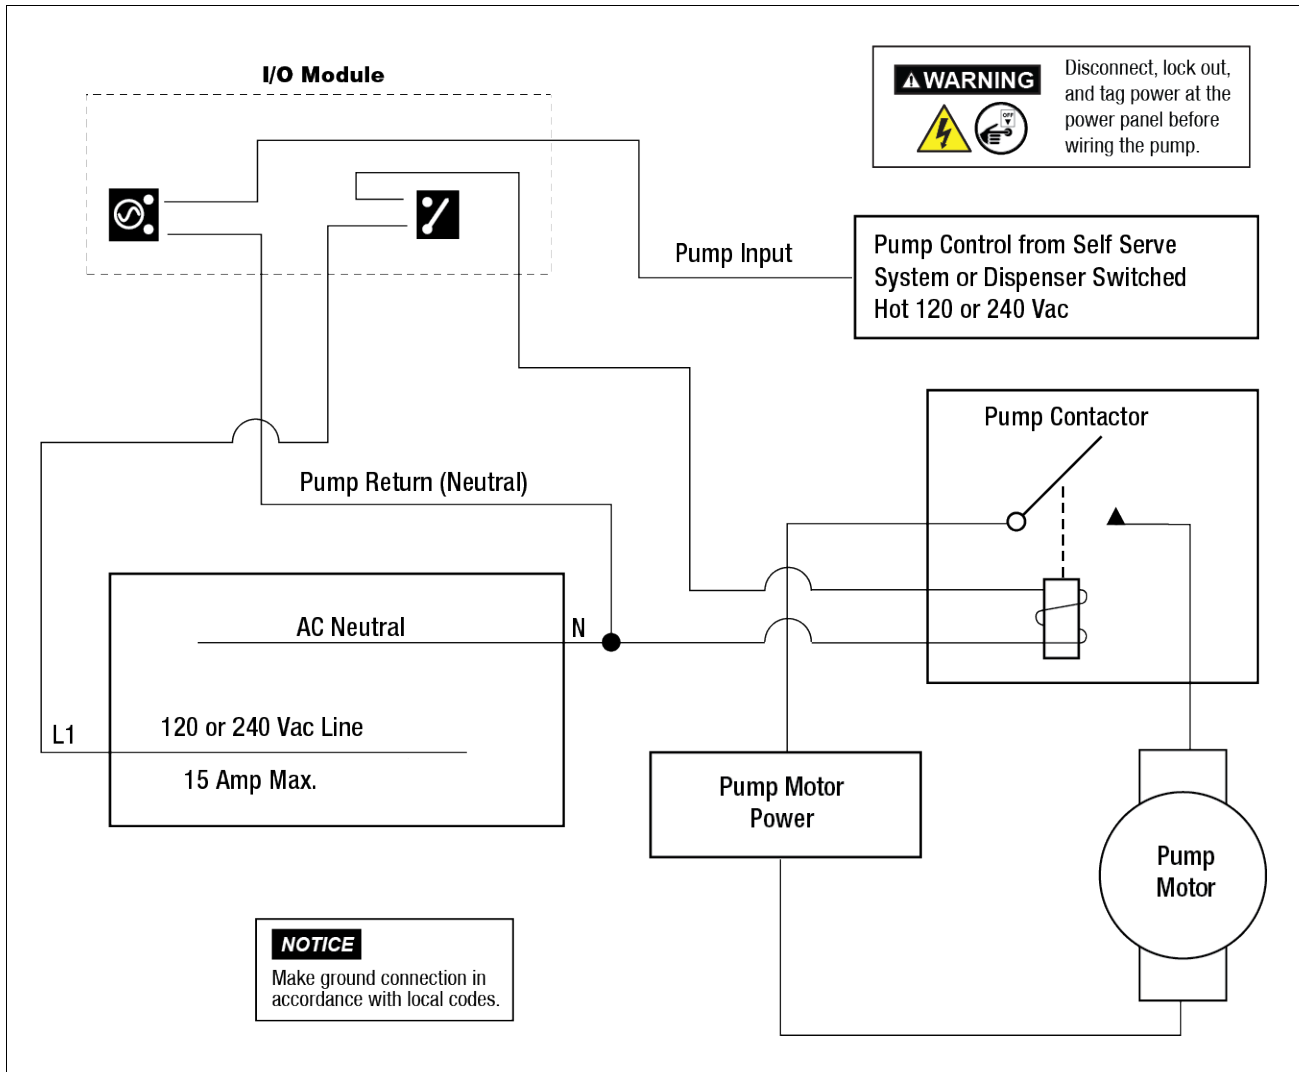 I/O Module
WARNING
Disconnect, lock out,
and tag power at the
power panel before
wiring the pump.
OFF
Pump Input
Pump Control from Self Serve
System or Dispenser Switched
Hot 120 or 240 Vac
Pump Contactor
Pump Return (Neutral)
AC Neutral
N
L1
120 or 240 Vac Line
15 Amp Max.
Pump Motor
Power
Pump
Motor
NOTICE
Make ground connection in
accordance with local codes.